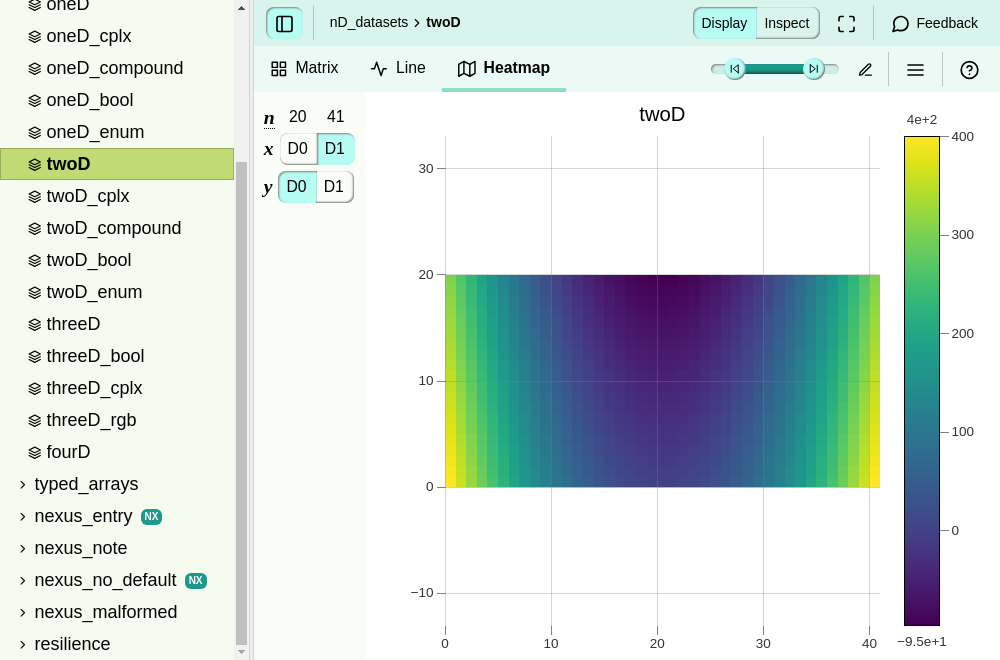 oneD
oneD_cplx
oneD_compound
oneD_bool
oneD_enum
twoD
twoD_cplx
twoD_compound
twoD_bool
twoD_enum
threeD
threeD_bool
threeD_cplx
threeD_rgb
fourD
typed_arrays
nexus_entry NX
nexus_note
nexus_no_default NX
nexus_malformed
resilience
nD_datasets › twoD
Display Inspect
Feedback
Matrix Line Heatmap
n 20 41
x D0 D1
y D0 D1
twoD
30
20
10
0
−10
0 10 20 30 40
4e+2
400
300
200
100
0
−9.5e+1